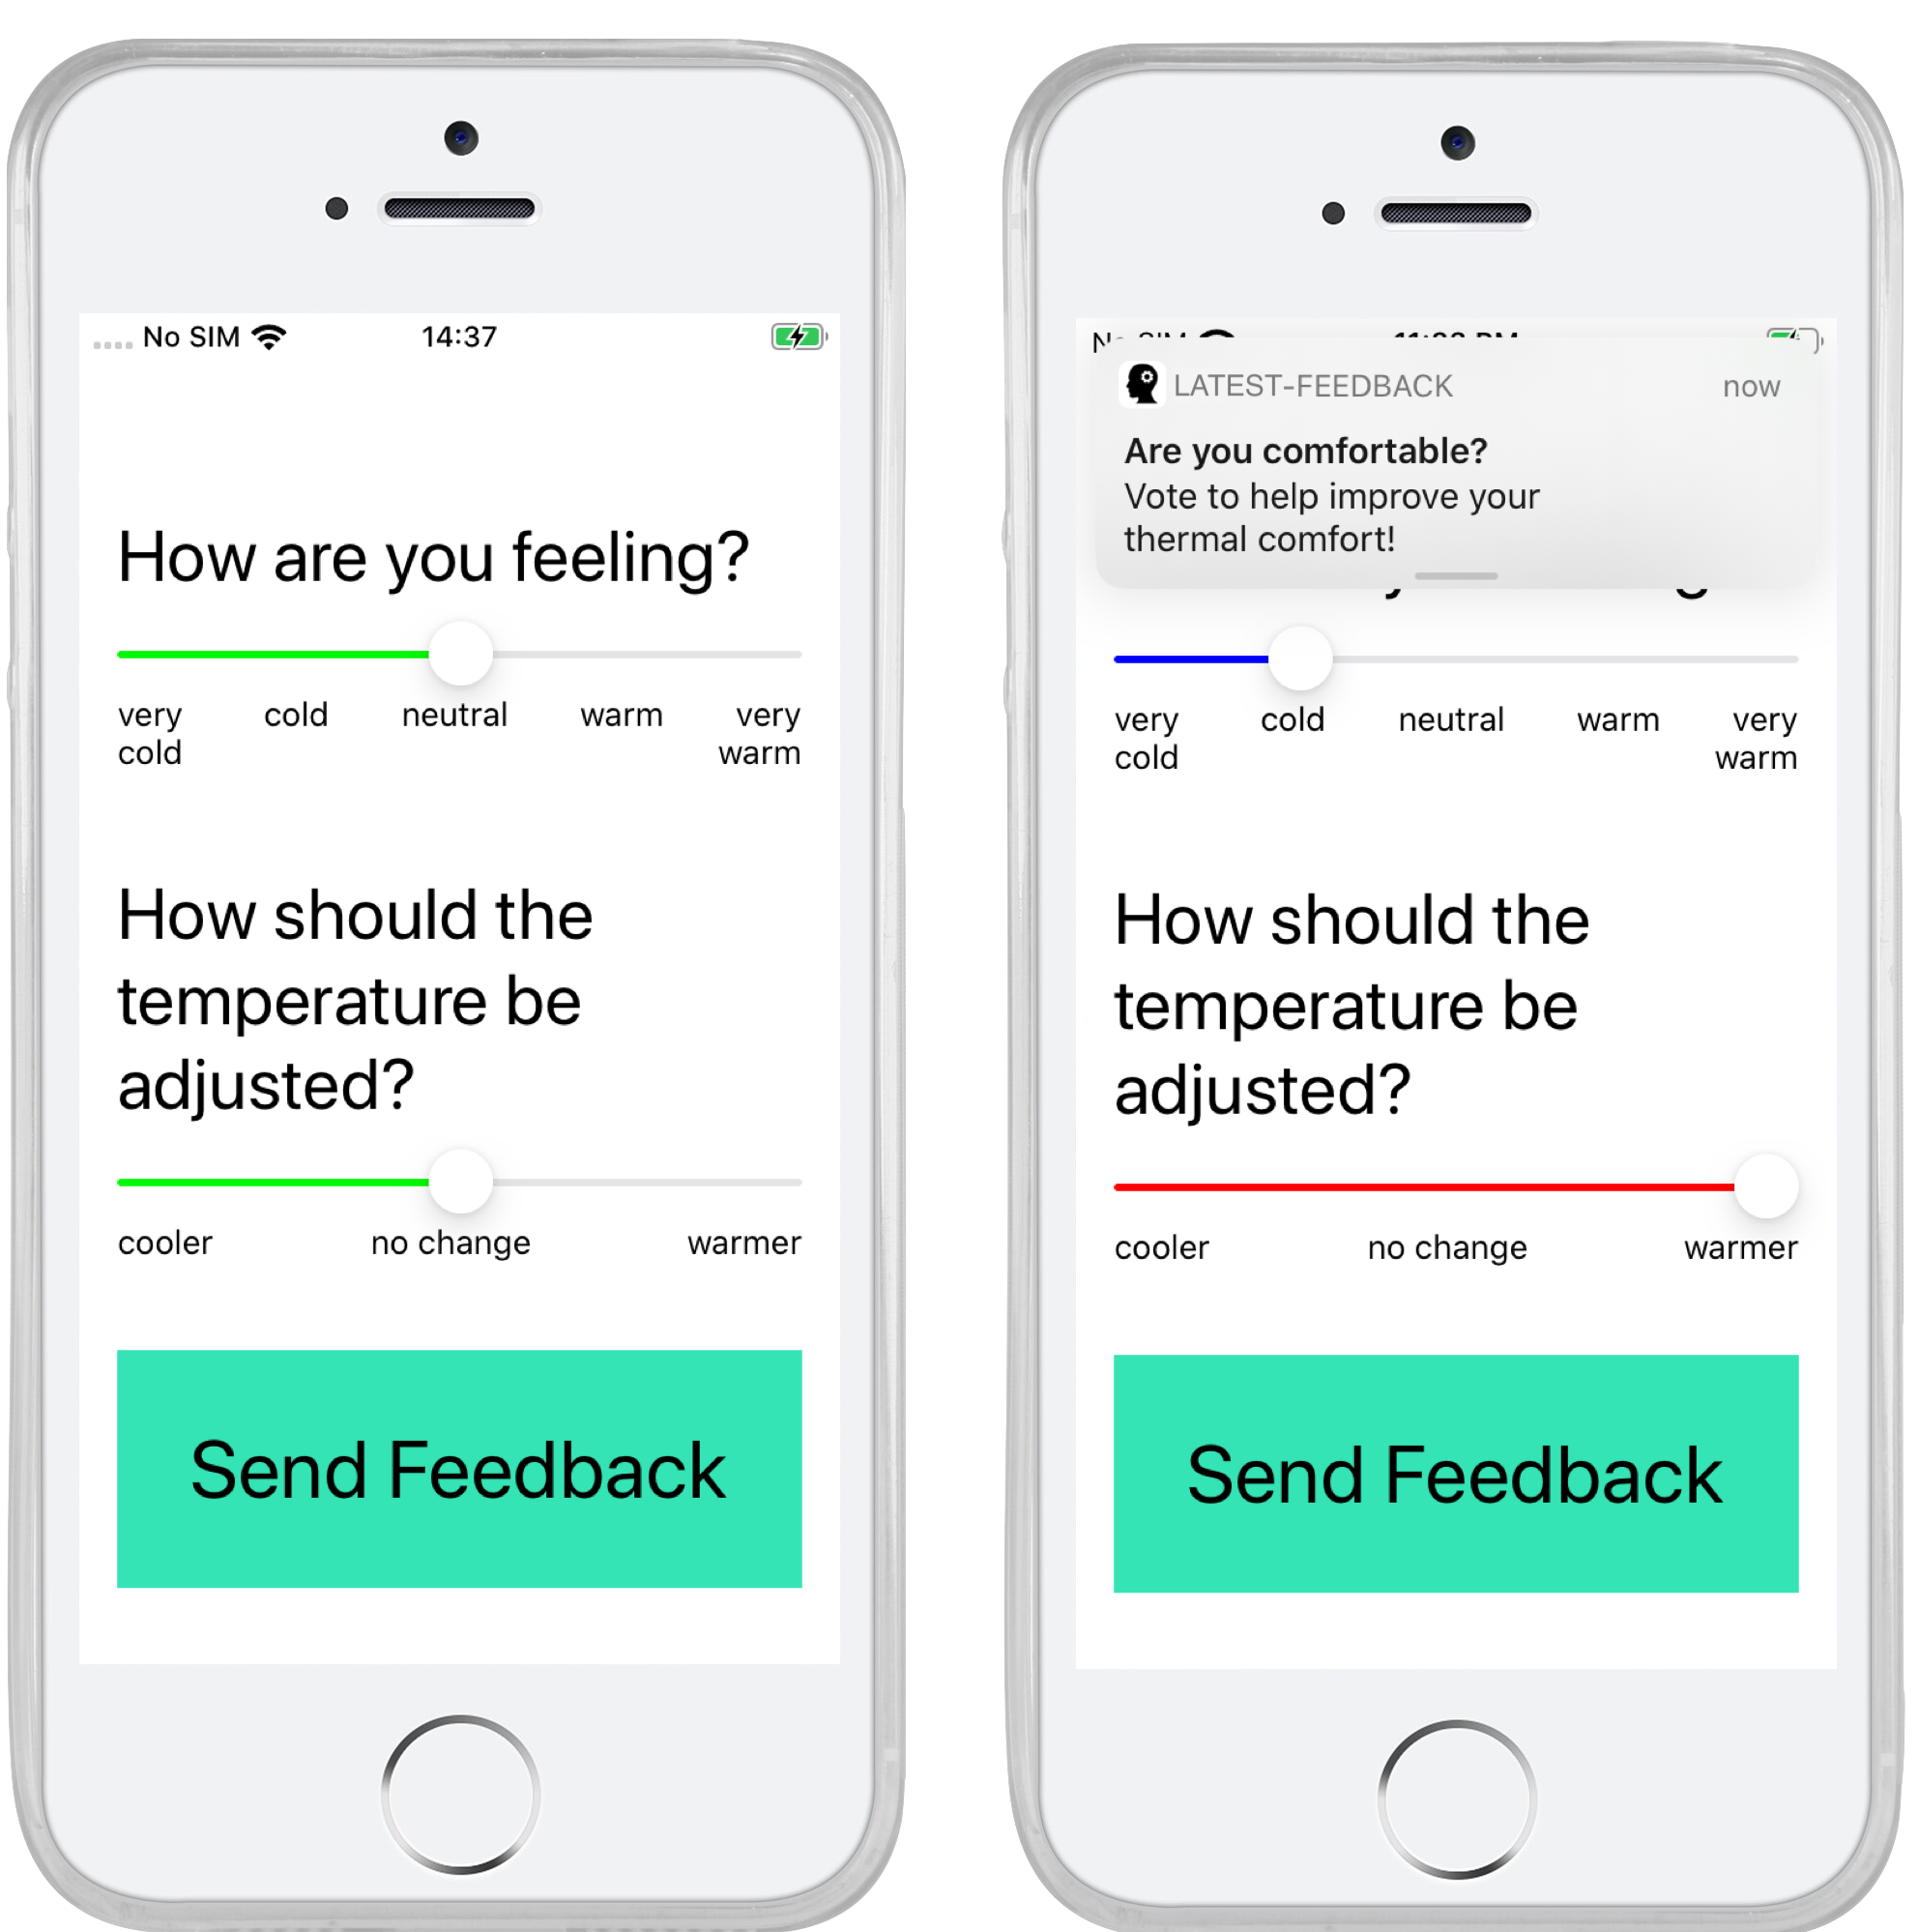 No SIM
14:37
How are you feeling?
very cold
cold
neutral
warm
very warm
How should the
temperature be
adjusted?
cooler
no change
warmer
Send Feedback
LATEST-FEEDBACK
now
Are you comfortable?
Vote to help improve your
thermal comfort!
very cold
cold
neutral
warm
very warm
How should the
temperature be
adjusted?
cooler
no change
warmer
Send Feedback